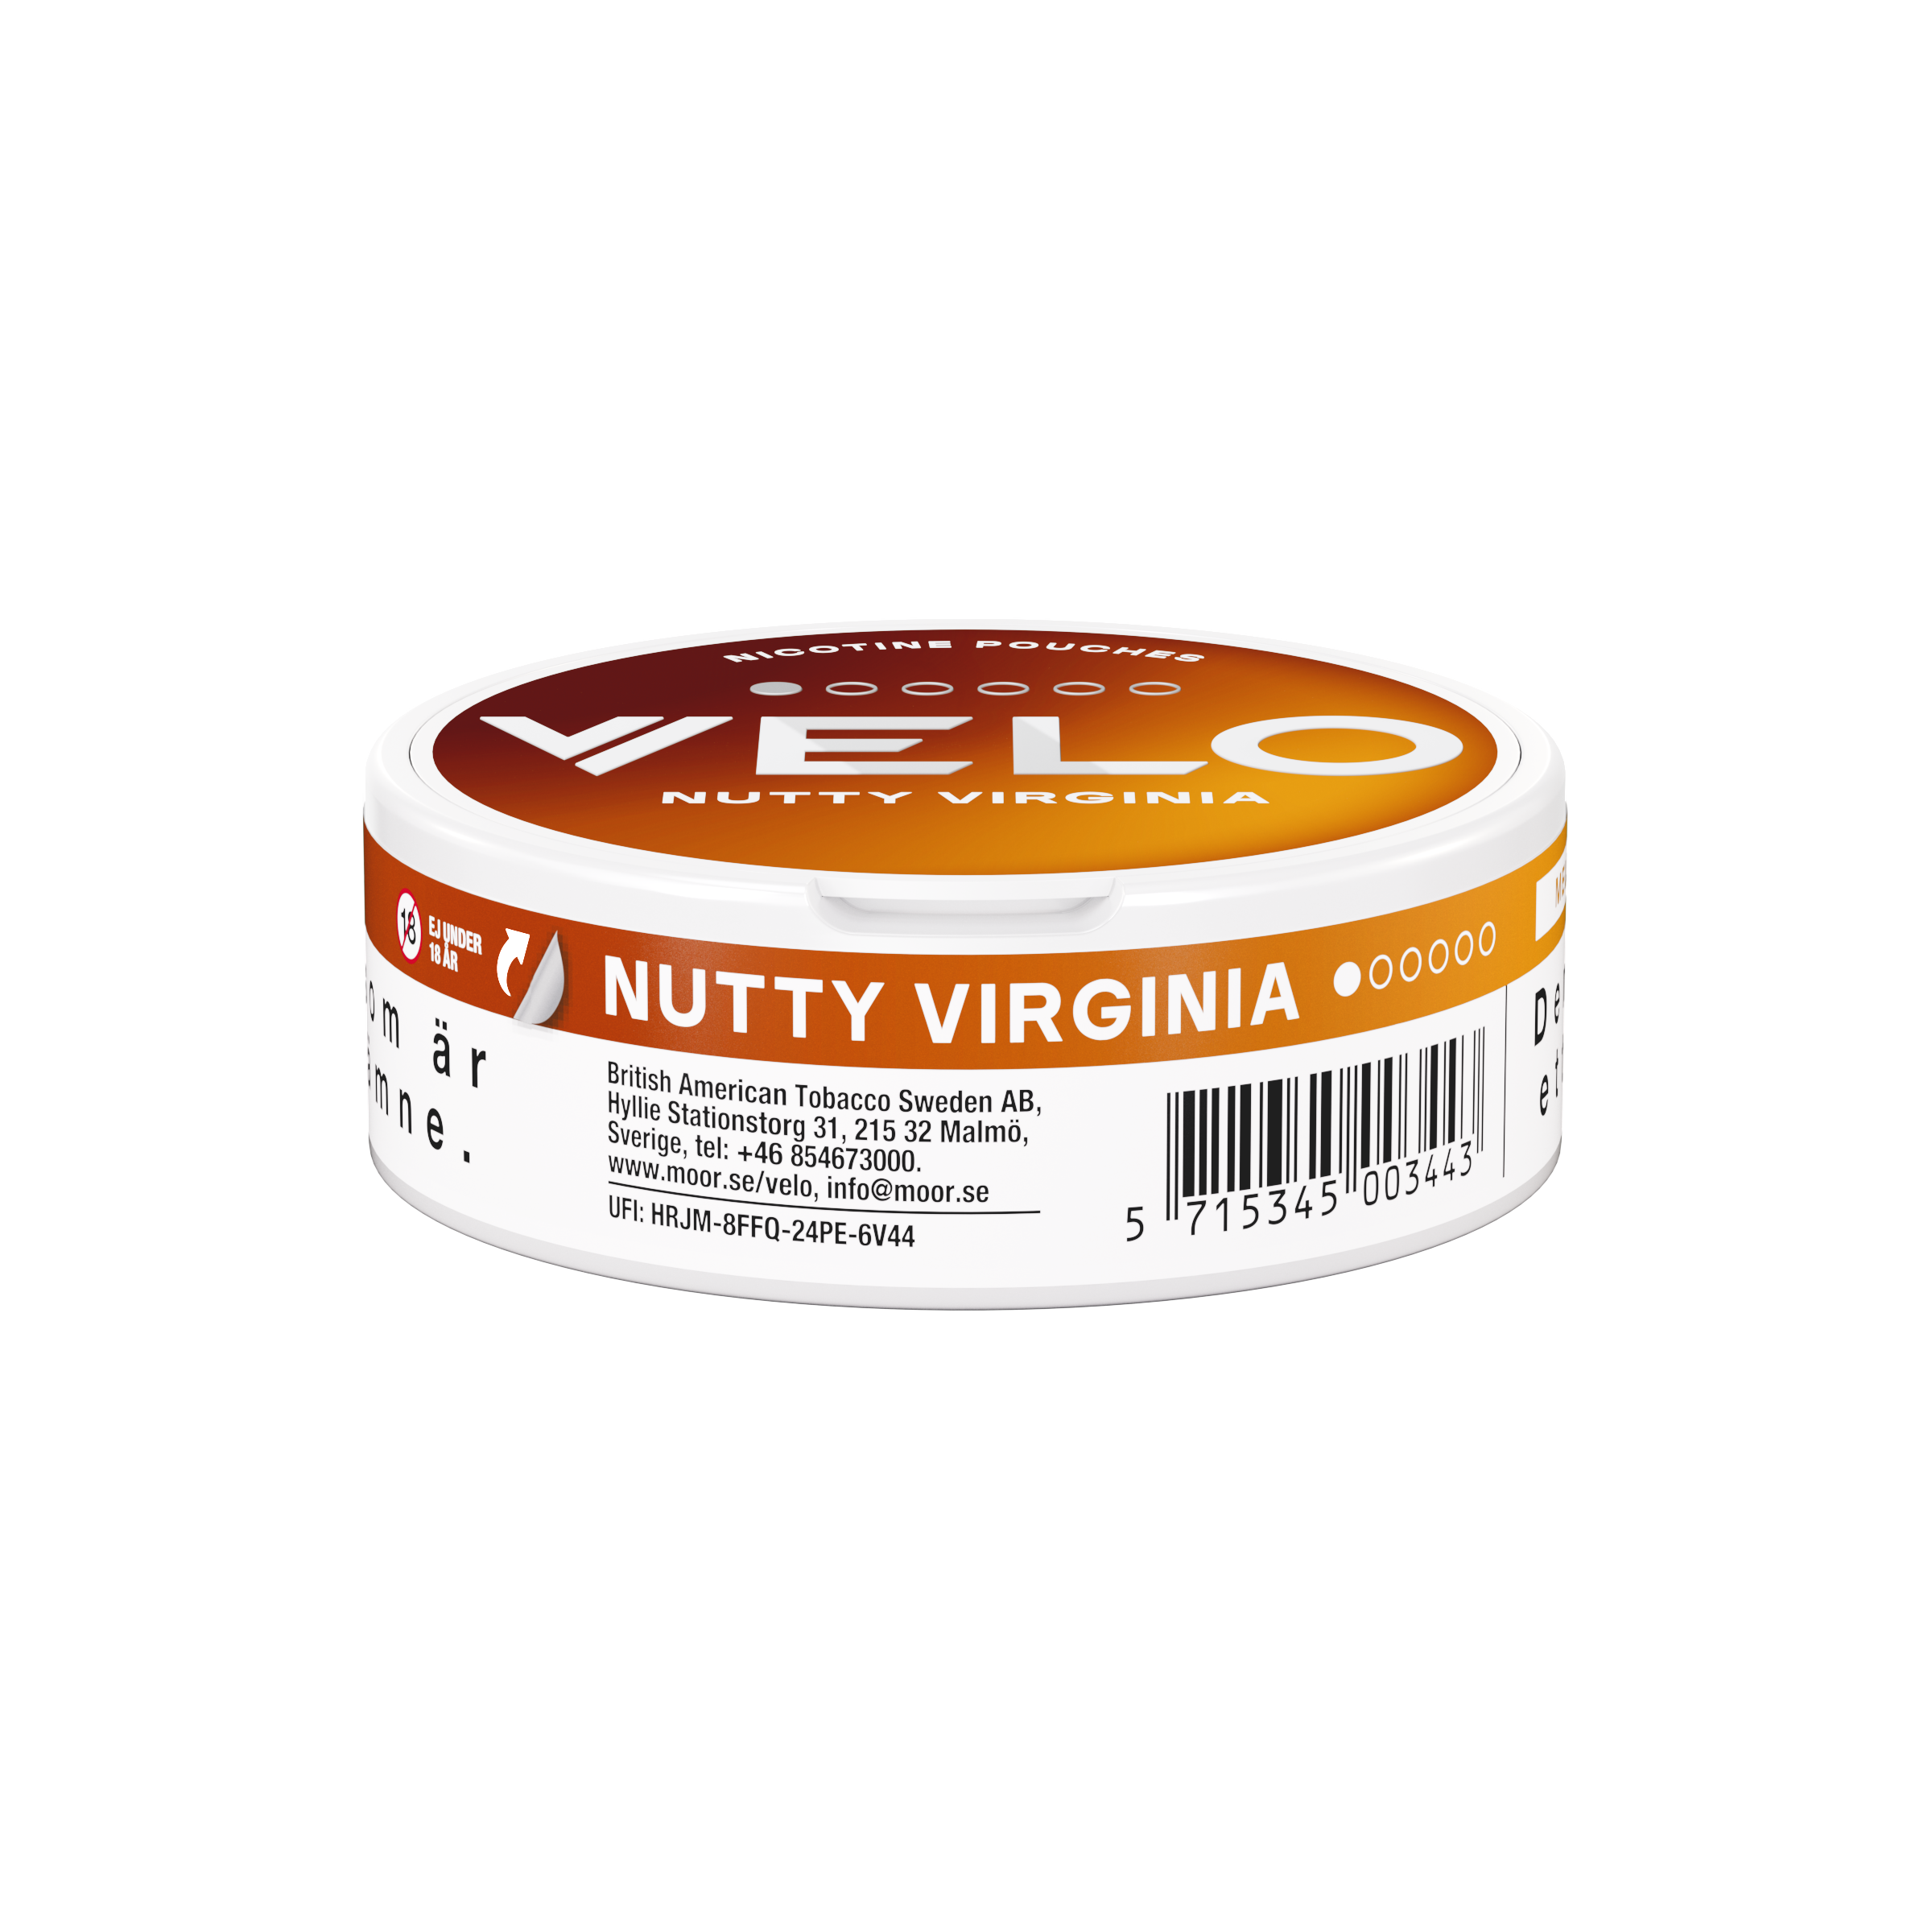 NICOTINE POUCHES
VELO
NUTTY VIRGINIA
18
EJ UNDER
18 ÅR
NUTTY VIRGINIA
är
British American Tobacco Sweden AB,
Hyllie Stationstorg 31, 215 32 Malmö,
Sverige, tel: +46 854673000.
www.moor.se/velo, info@moor.se
UFI: HRJM-8FFQ-24PE-6V44
5 715345 003443